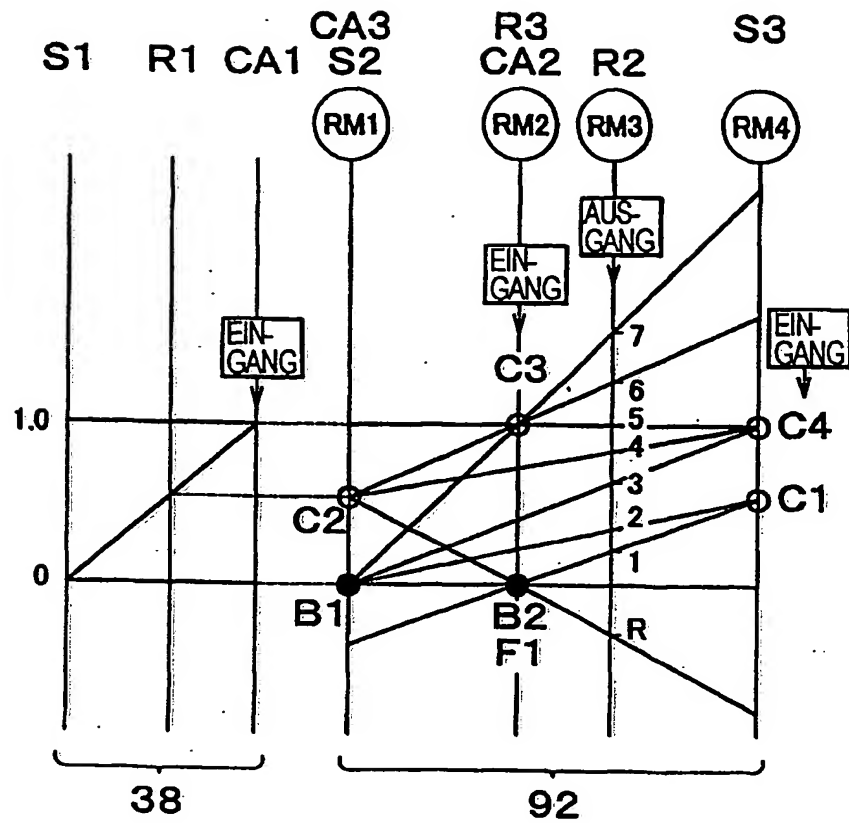 CA3 R3 S3
S1 R1 CA1 S2 CA2 R2
RM1 RM2 RM3 RM4
AUS-
GANG
EIN-
GANG
EIN-
GANG
EIN-
GANG
7
C3
6
1.0
5
C4
4
3
C2
2
C1
1
0
B1
B2
R
F1
38
92